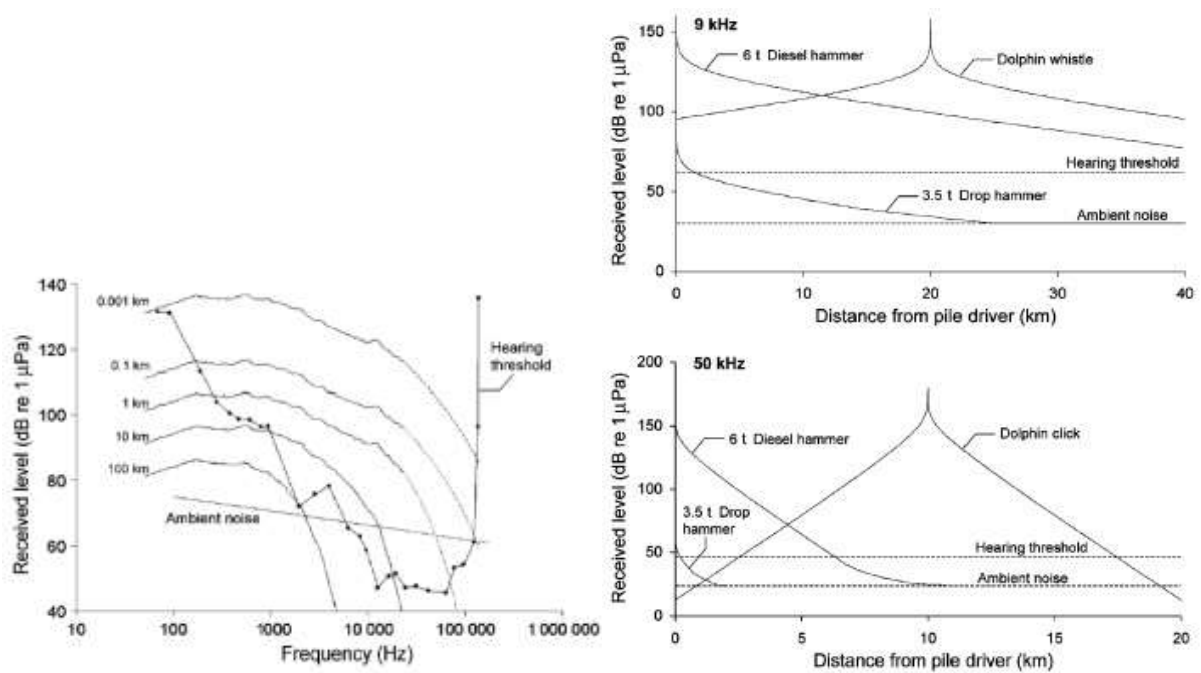 140
120
100
80
60
40
Received level (dB re 1 µPa)
0.001 km
0.1 km
1 km
10 km
100 km
Ambient noise
Hearing
threshold
10
100
1000
10 000
100 000
1 000 000
Frequency (Hz)
9 kHz
150
100
50
0
Received level (dB re 1 µPa)
6 t Diesel hammer
Dolphin whistle
Hearing threshold
3.5 t Drop hammer
Ambient noise
0
10
20
30
40
Distance from pile driver (km)
50 kHz
200
150
100
50
0
Received level (dB re 1 µPa)
6 t Diesel hammer
Dolphin click
3.5 t Drop
hammer
Hearing threshold
Ambient noise
0
5
10
15
20
Distance from pile driver (km)